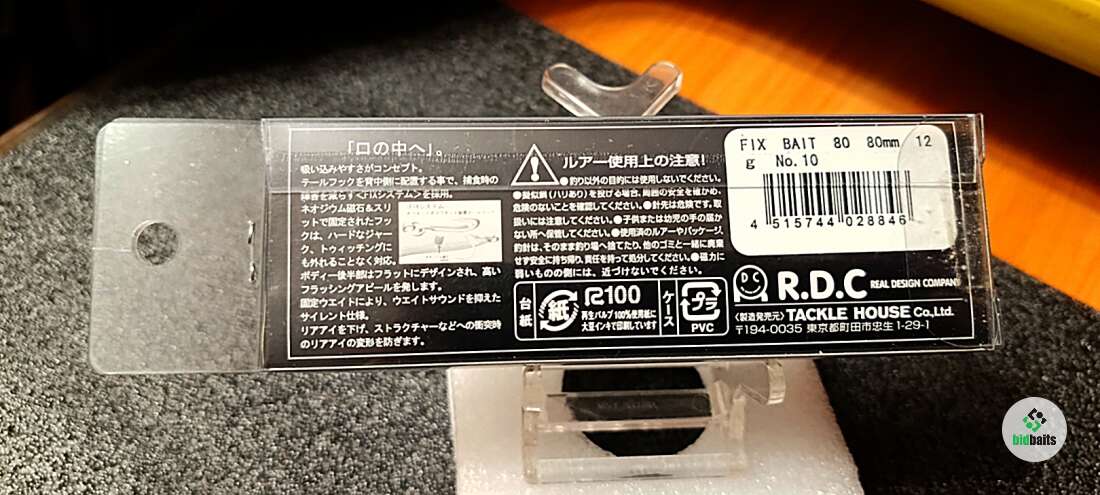 「口の中へ」。
吸い込みやすさがコンセプト。
テールフックを背中側に配置する事で、捕食時の
障害を減らす<FIXシステム>を採用。
ネオジウム磁石&スリ
ットで固定されたフッ
クは、ハードなジャー
ク、トゥィッチングに
も外れることなく対応。
ボディー後半部はフラットにデザインされ、高い
フラッシングアピールを発します。
固定ウエイトにより、ウエイトサウンドを抑えた
サイレント仕様。
リアアイを下げ、ストラクチャーなどへの衝突時
のリアアイの変形を防ぎます。
ルアー使用上の注意!
●釣り以外の目的には使用しないでください。
●疑似餌(ハリあり)を投げる場合、周囲の安全を確かめ、
危険のないことを確認してください。●針先は危険です。取
扱いには注意してください。●子供または幼児の手の届か
ない所へ保管してください。●使用済のルアーやパッケージ、
釣針は、そのまま釣り場へ捨てたり、他のゴミと一緒に廃棄
せず安全に持ち帰り、責任を持って処分してください。●磁力に
弱いものの側には、近づけないでください。
台紙
紙
R100
再生パルプ100%使用紙に
大豆インキで印刷しています
ケース
プラ
PVC
FIX BAIT 80 80mm 12
g No.10
4 515744 028846
R.D.C REAL DESIGN COMPANY
〈製造発売元〉 TACKLE HOUSE Co.,Ltd.
〒194-0035 東京都町田市忠生1-29-1
bidbaits